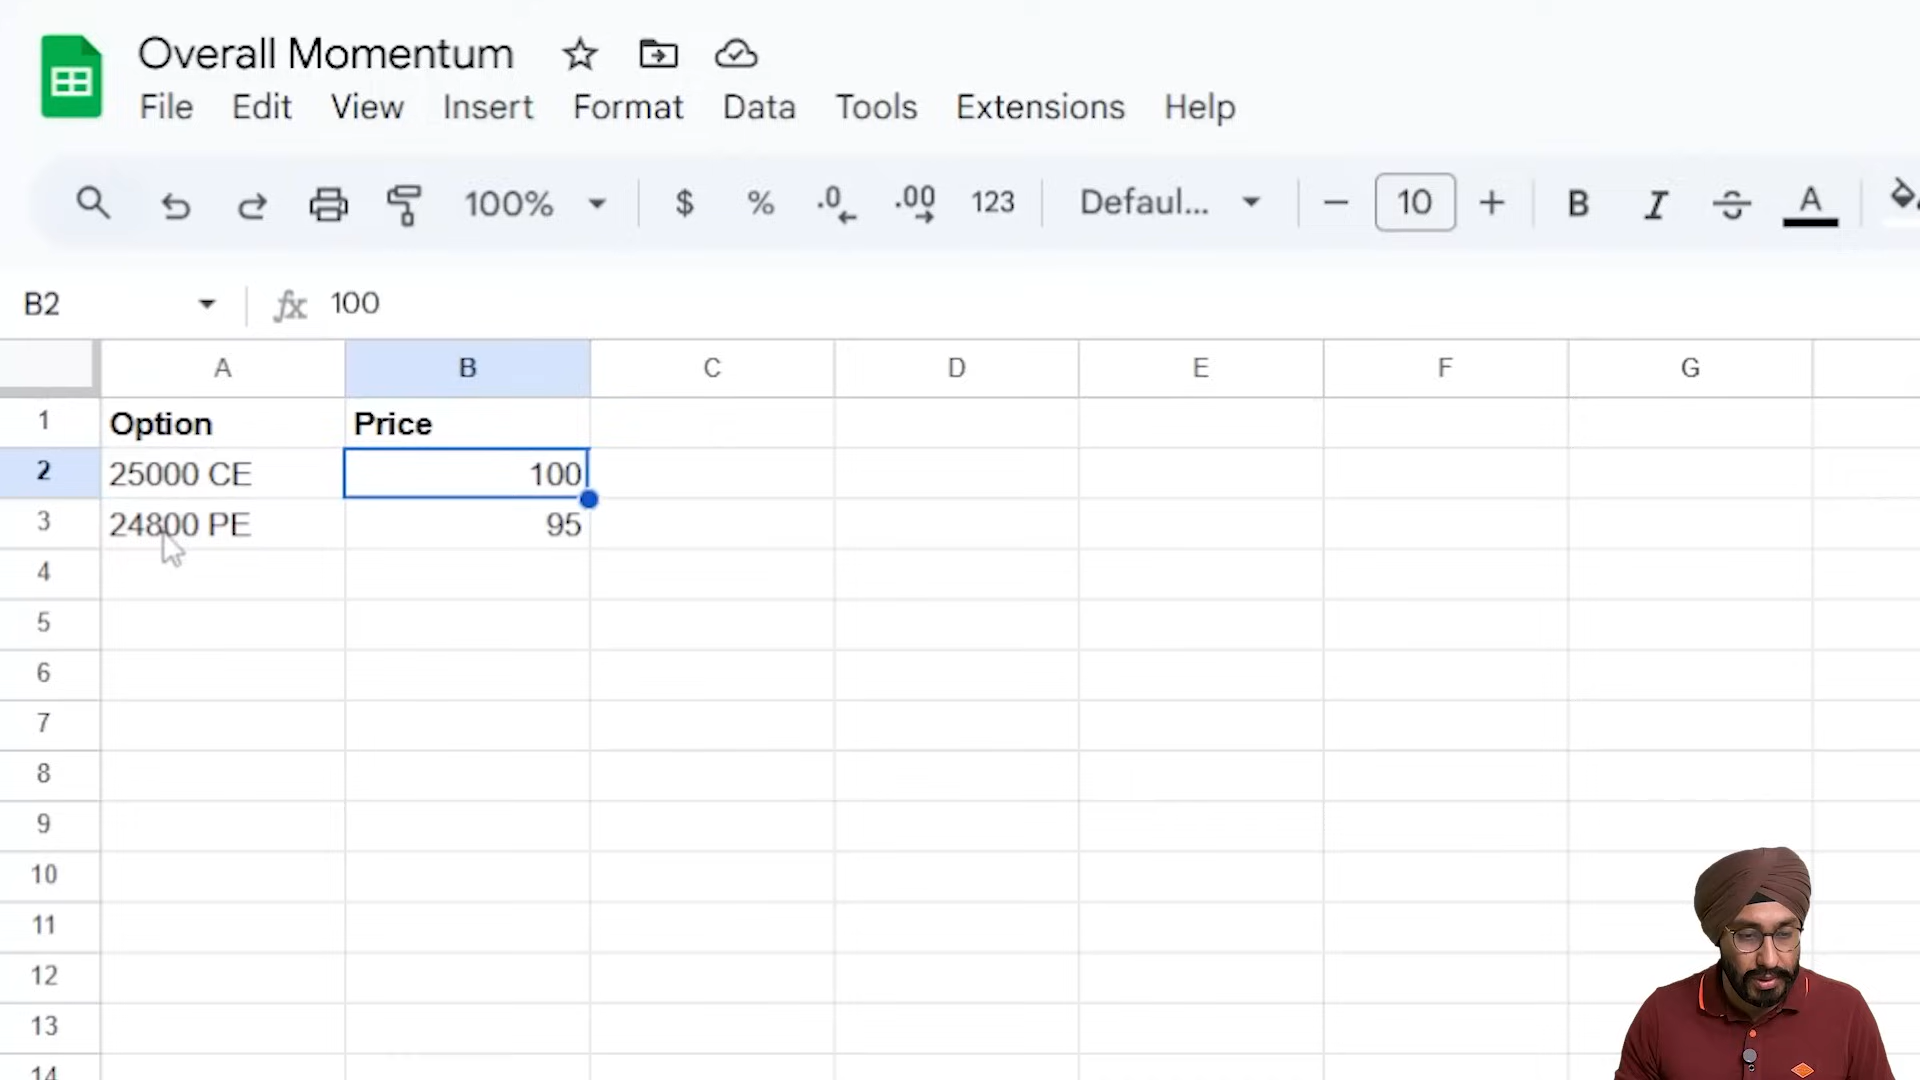 Overall Momentum
File Edit View Insert Format Data Tools Extensions Help
100% $ % .0 .00 123 Defaul... 10 B I S A
B2 fx 100
A B C D E F G
1 Option Price
2 25000 CE 100
3 24800 PE 95
4
5
6
7
8
9
10
11
12
13
14